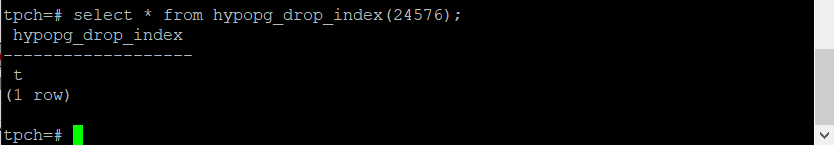 tpch=# select * from hypopg_drop_index(24576);
hypopg_drop_index
-------------------
t
(1 row)
tpch=#